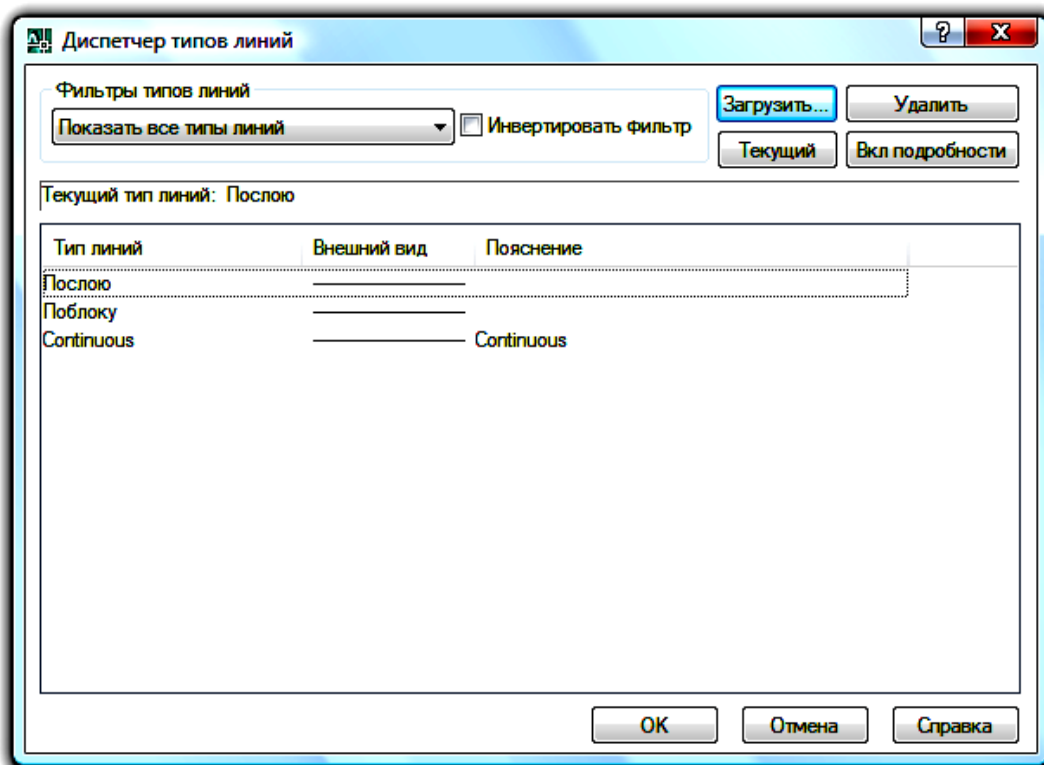 Диспетчер типов линий
Фильтры типов линий
Показать все типы линий
Инвертировать фильтр
Загрузить...
Удалить
Текущий
Вкл подробности
Текущий тип линий: Послою
Тип линий Внешний вид Пояснение
Послою
Поблоку
Continuous Continuous
OK Отмена Справка